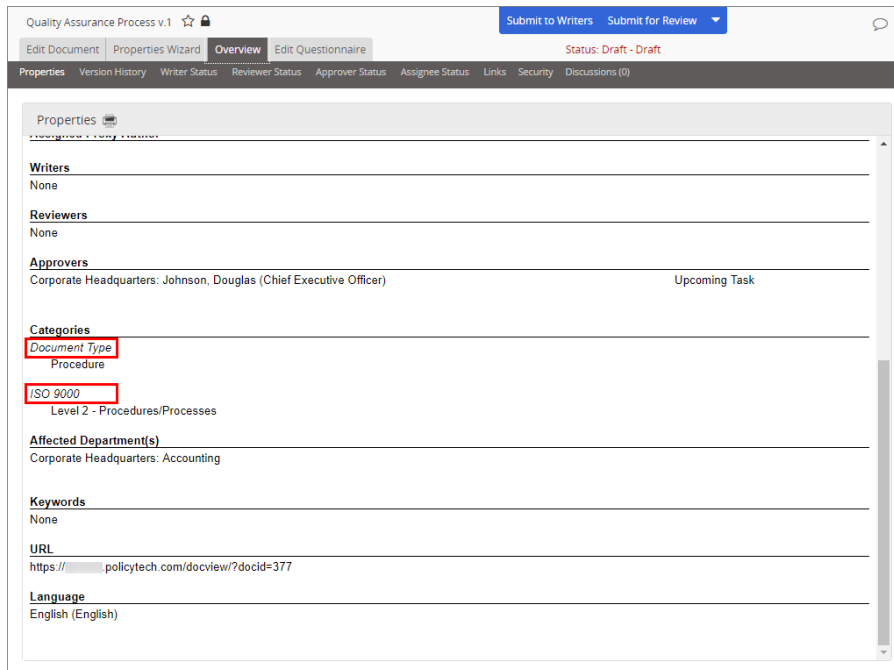 Quality Assurance Process v.1
Submit to Writers Submit for Review
Edit Document Properties Wizard Overview Edit Questionnaire Status: Draft - Draft
Properties Version History Writer Status Reviewer Status Approver Status Assignee Status Links Security Discussions (0)
Properties
Assigned Proxy Author
Writers
None
Reviewers
None
Approvers
Corporate Headquarters: Johnson, Douglas (Chief Executive Officer) Upcoming Task
Categories
Document Type
Procedure
ISO 9000
Level 2 - Procedures/Processes
Affected Department(s)
Corporate Headquarters: Accounting
Keywords
None
URL
https:// .policytech.com/docview/?docid=377
Language
English (English)